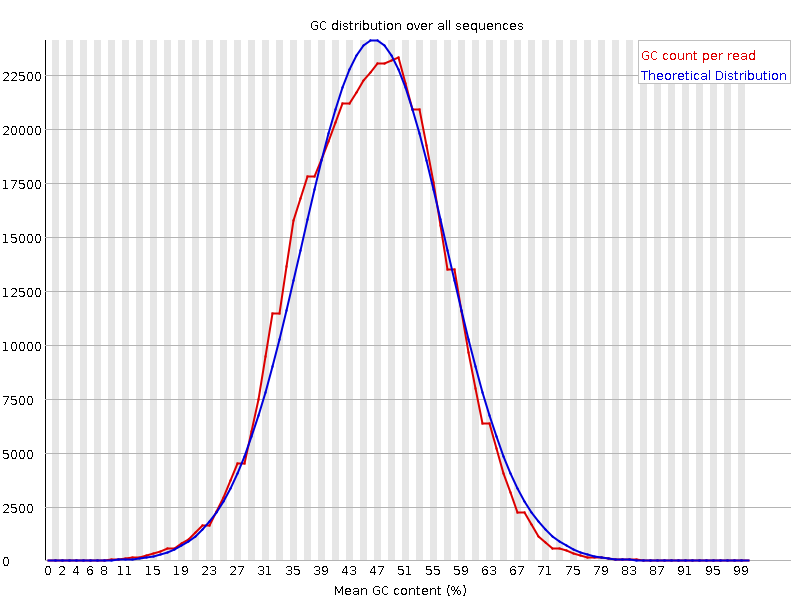 GC distribution over all sequences
GC count per read
Theoretical Distribution
22500
20000
17500
15000
12500
10000
7500
5000
2500
0
0 2 4 6 8 11 15 19 23 27 31 35 39 43 47 51 55 59 63 67 71 75 79 83 87 91 95 99
Mean GC content (%)